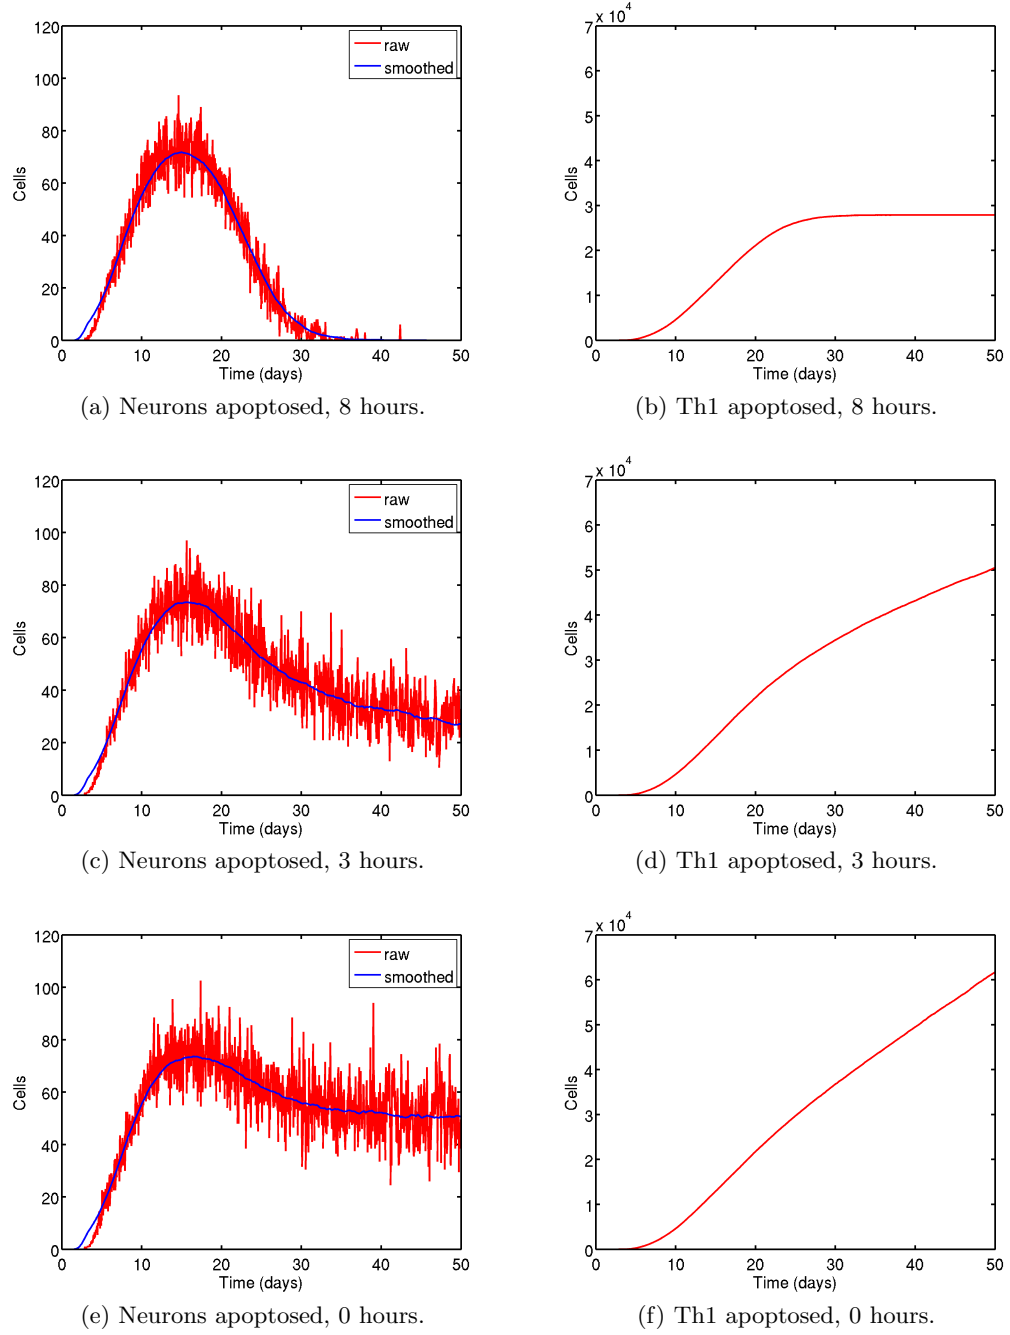 120
100
80
60
40
20
0
Cells
raw
smoothed
0 10 20 30 40 50
Time (days)
(a) Neurons apoptosed, 8 hours.
7 x 10^4
6
5
4
3
2
1
0
Cells
0 10 20 30 40 50
Time (days)
(b) Th1 apoptosed, 8 hours.
120
100
80
60
40
20
0
Cells
raw
smoothed
0 10 20 30 40 50
Time (days)
(c) Neurons apoptosed, 3 hours.
7 x 10^4
6
5
4
3
2
1
0
Cells
0 10 20 30 40 50
Time (days)
(d) Th1 apoptosed, 3 hours.
120
100
80
60
40
20
0
Cells
raw
smoothed
0 10 20 30 40 50
Time (days)
(e) Neurons apoptosed, 0 hours.
7 x 10^4
6
5
4
3
2
1
0
Cells
0 10 20 30 40 50
Time (days)
(f) Th1 apoptosed, 0 hours.